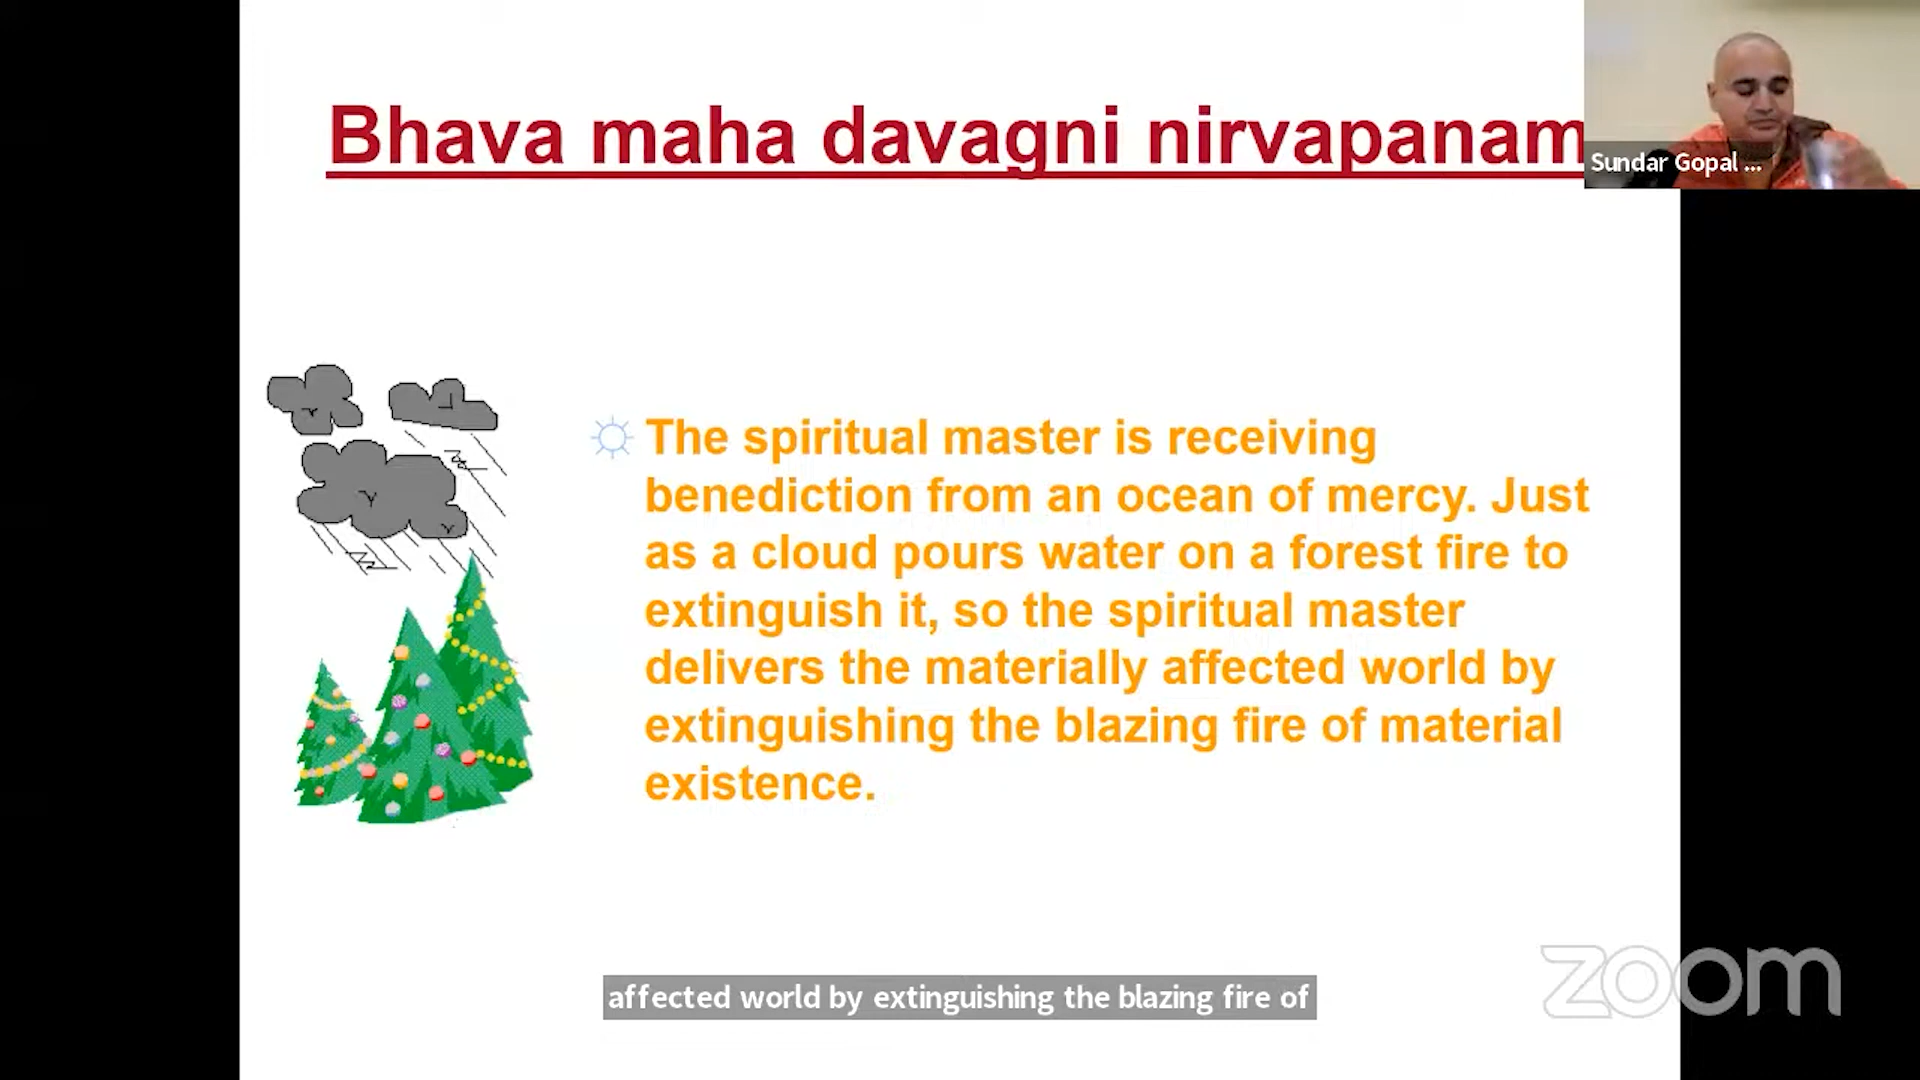 Bhava maha davagni nirvapanam
Sundar Gopal ...
The spiritual master is receiving
benediction from an ocean of mercy. Just
as a cloud pours water on a forest fire to
extinguish it, so the spiritual master
delivers the materially affected world by
extinguishing the blazing fire of material
existence.
affected world by extinguishing the blazing fire of
zoom